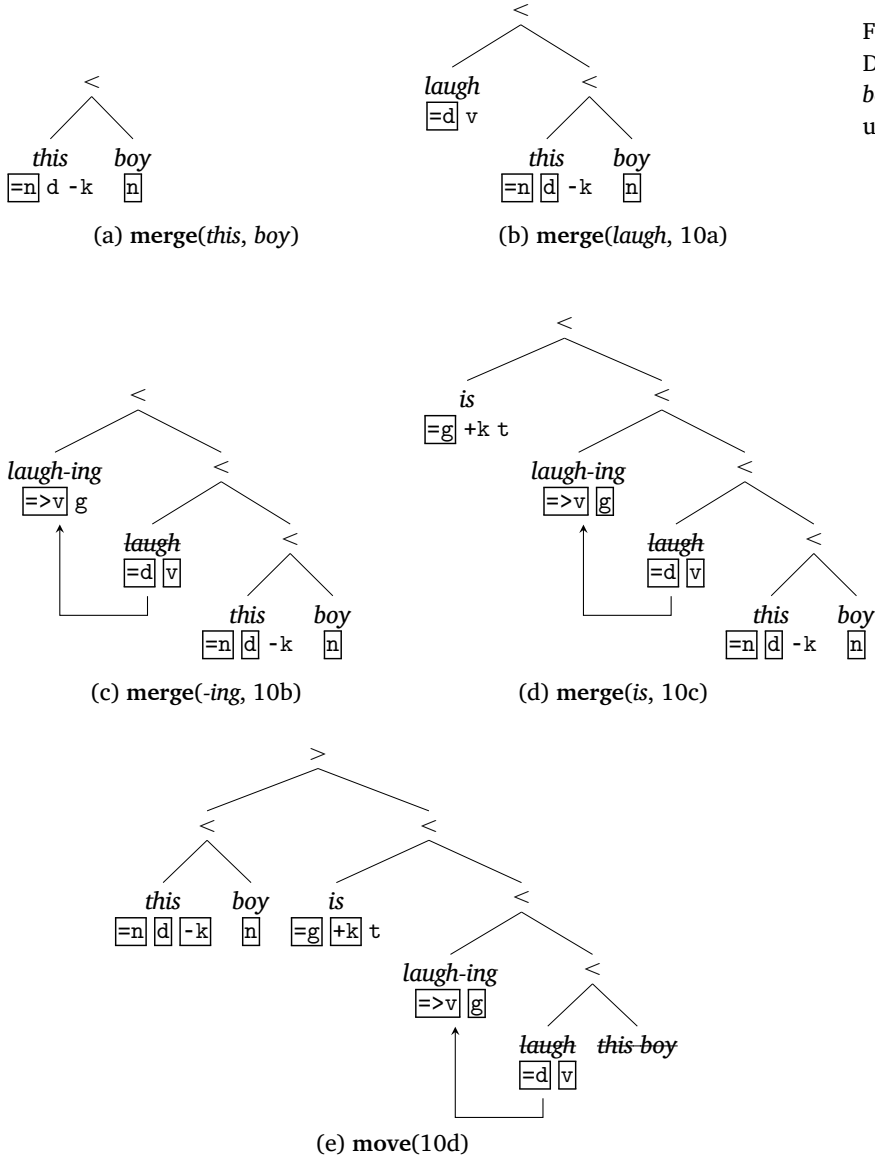 <
this boy
=n d -k n
(a) merge(this, boy)
<
laugh <
=d v
this boy
=n d -k n
(b) merge(laugh, 10a)
F
D
b
u
<
laugh-ing <
=>v g
laugh <
=d v
this boy
=n d -k n
(c) merge(-ing, 10b)
<
is <
=g +k t
laugh-ing <
=>v g
laugh <
=d v
this boy
=n d -k n
(d) merge(is, 10c)
>
< <
this boy is <
=n d -k n =g +k t
laugh-ing <
=>v g
laugh this boy
=d v
(e) move(10d)